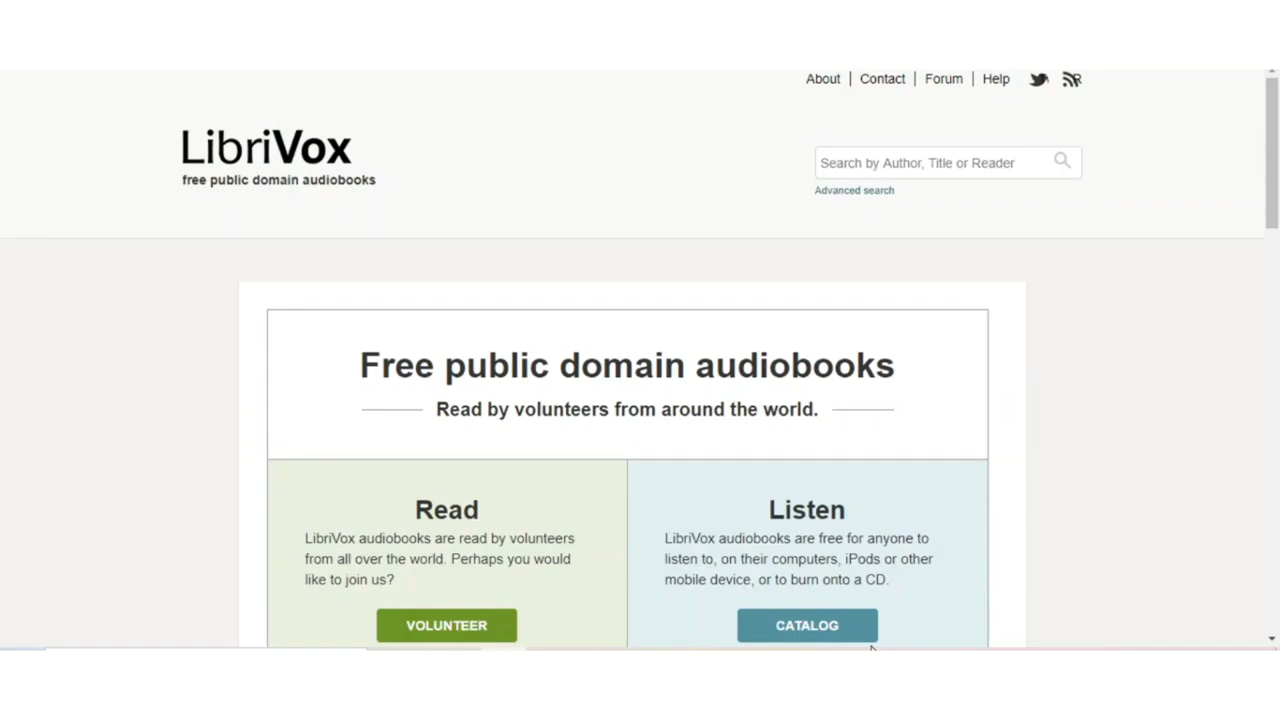 About | Contact | Forum | Help
LibriVox
free public domain audiobooks
Search by Author, Title or Reader
Advanced search
Free public domain audiobooks
Read by volunteers from around the world.
Read
LibriVox audiobooks are read by volunteers
from all over the world. Perhaps you would
like to join us?
VOLUNTEER
Listen
LibriVox audiobooks are free for anyone to
listen to, on their computers, iPods or other
mobile device, or to burn onto a CD.
CATALOG